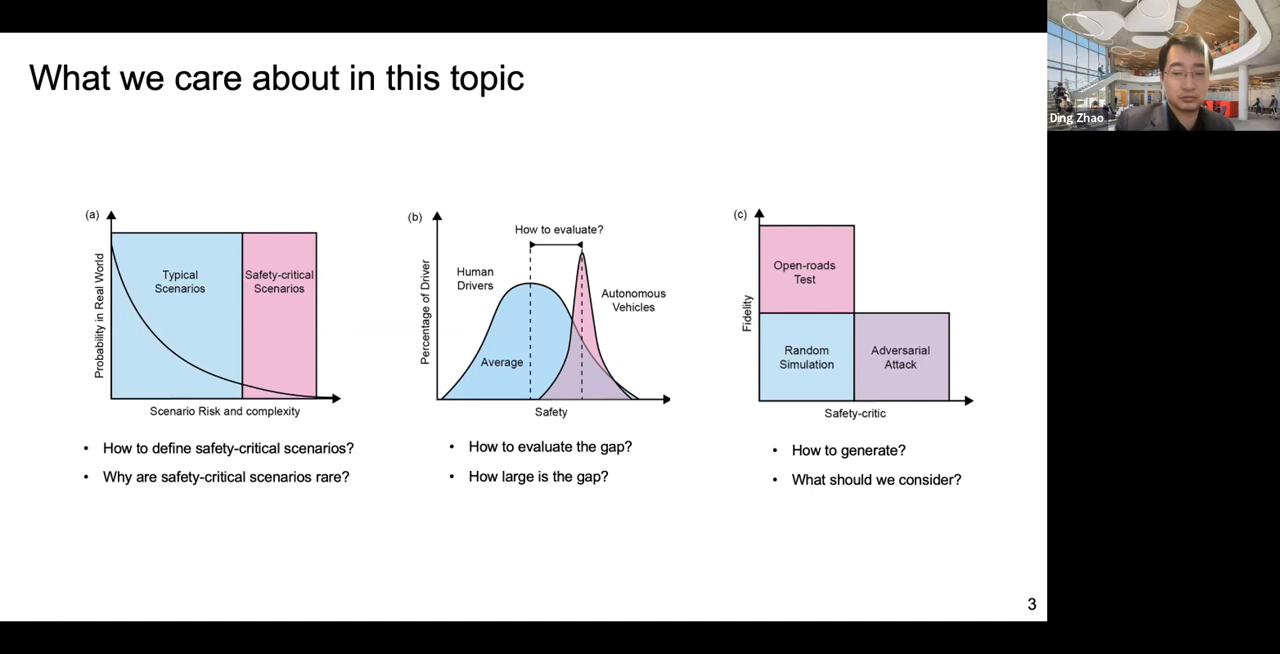 What we care about in this topic
Ding Zhao
(a)
Probability in Real World
Typical
Scenarios
Safety-critical
Scenarios
Scenario Risk and complexity
• How to define safety-critical scenarios?
• Why are safety-critical scenarios rare?
(b)
How to evaluate?
Percentage of Driver
Human
Drivers
Autonomous
Vehicles
Average
Safety
• How to evaluate the gap?
• How large is the gap?
(c)
Fidelity
Open-roads
Test
Random
Simulation
Adversarial
Attack
Safety-critic
• How to generate?
• What should we consider?
3